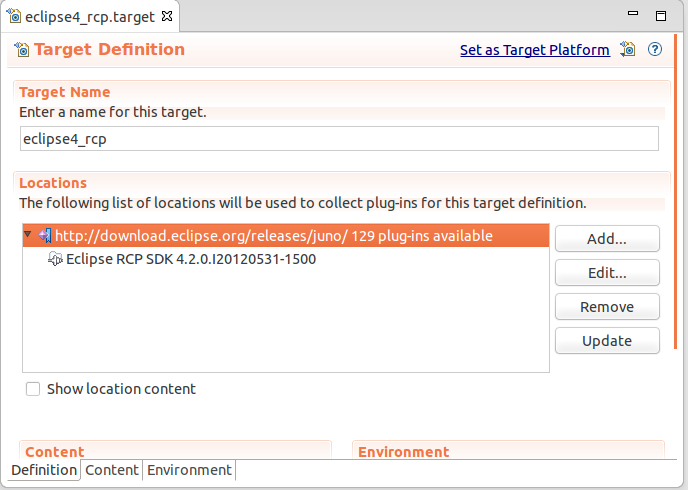 eclipse4_rcp.target
Target Definition
Set as Target Platform
Target Name
Enter a name for this target.
eclipse4_rcp
Locations
The following list of locations will be used to collect plug-ins for this target definition.
http://download.eclipse.org/releases/juno/ 129 plug-ins available
Eclipse RCP SDK 4.2.0.I20120531-1500
Add...
Edit...
Remove
Update
Show location content
Content
Environment
Definition
Content
Environment